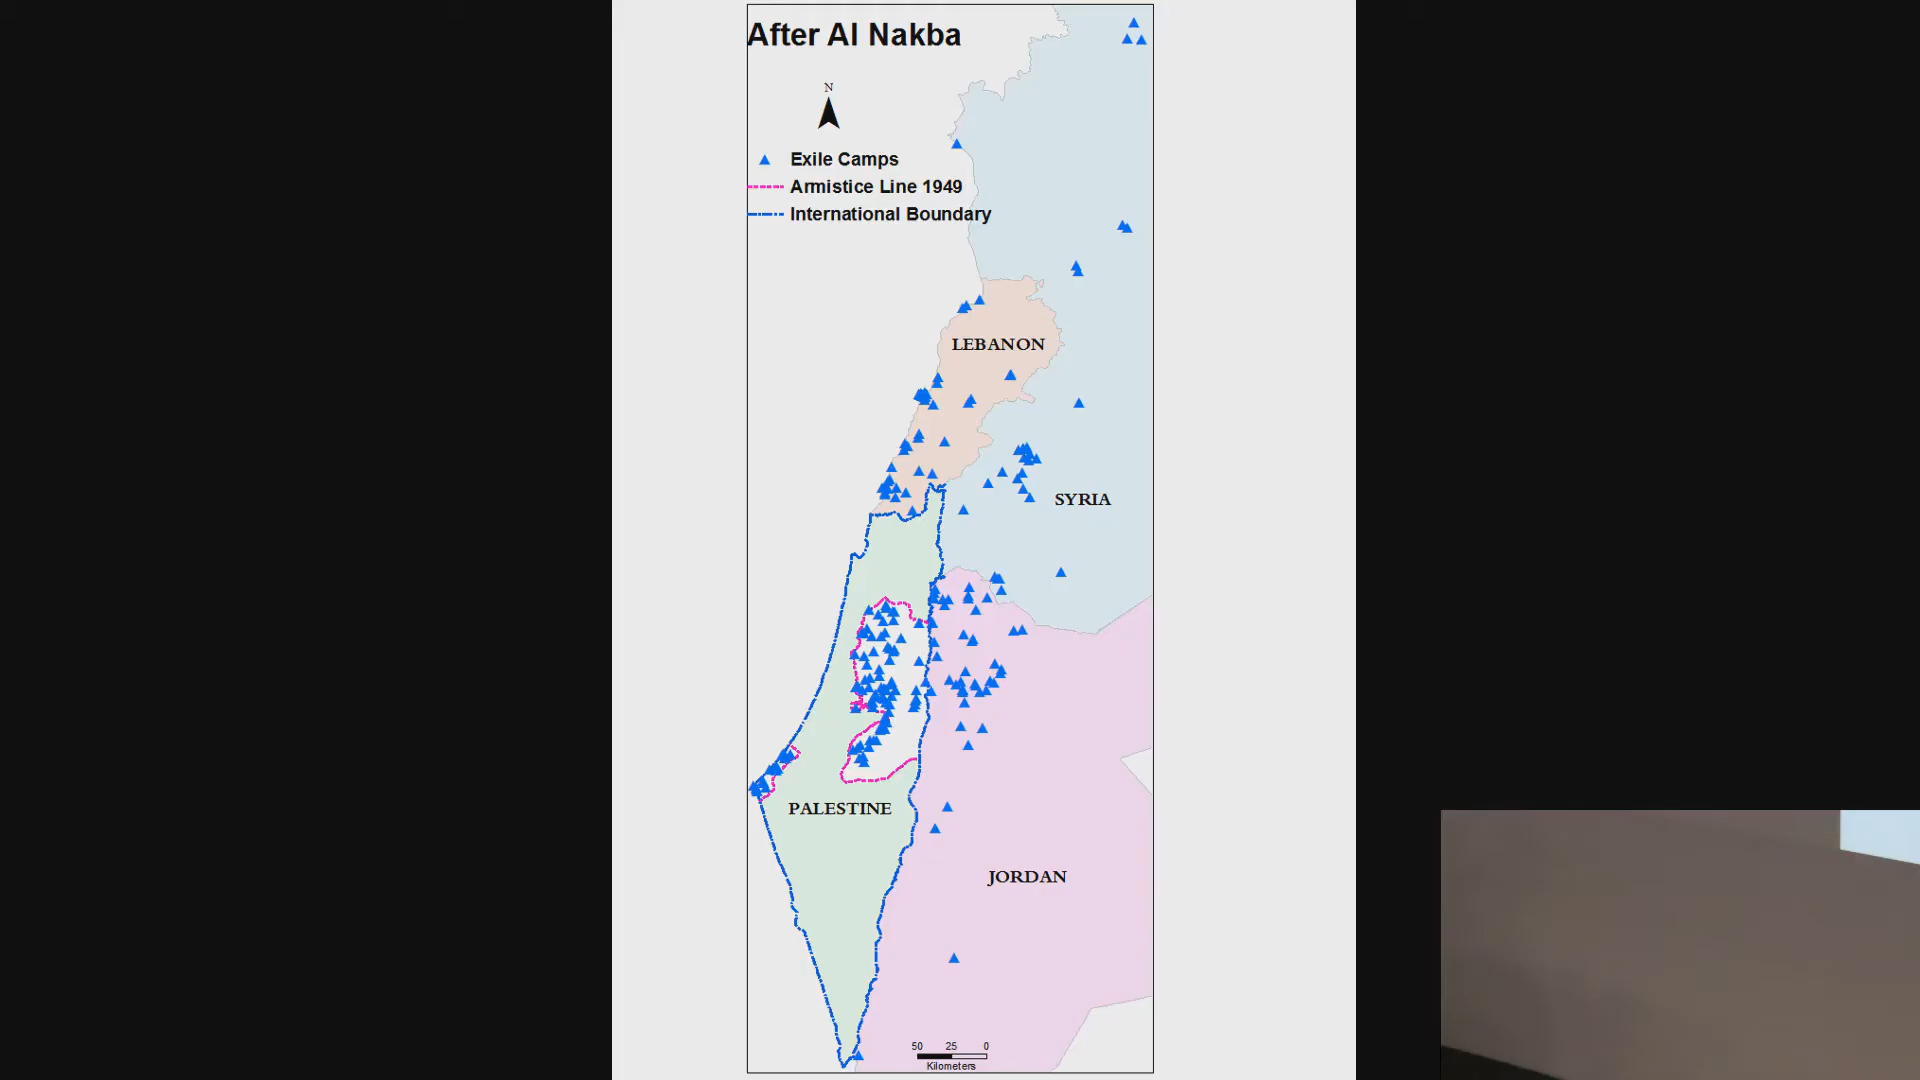 After Al Nakba
N
Exile Camps
Armistice Line 1949
International Boundary
LEBANON
SYRIA
PALESTINE
JORDAN
50 25 0
Kilometers